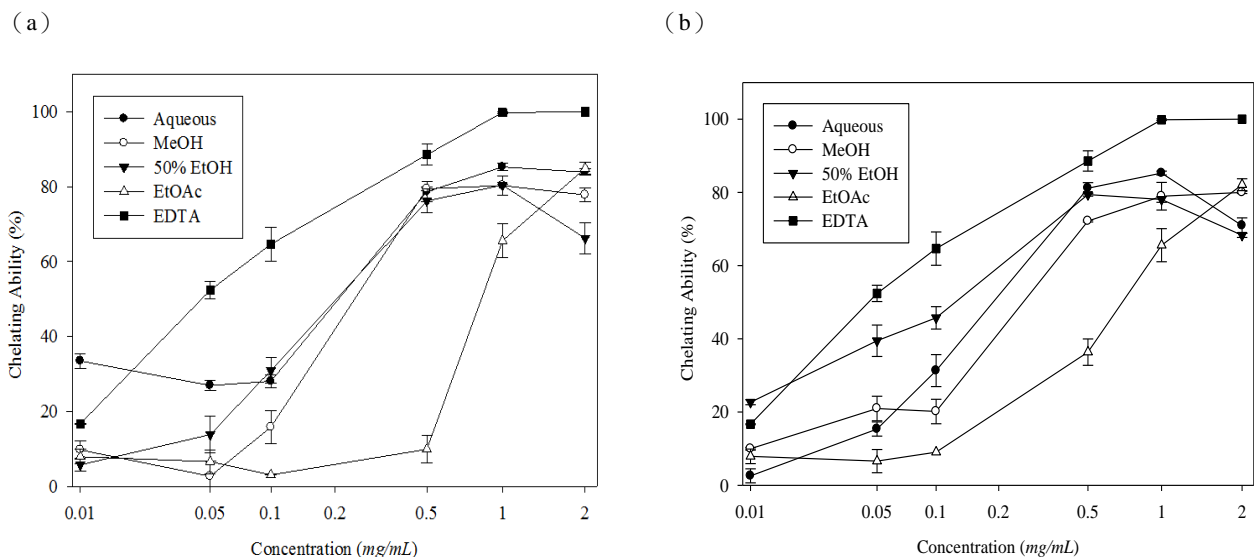 (a)
100
80
60
40
20
0
Chelating Ability (%)
Aqueous
MeOH
50% EtOH
EtOAc
EDTA
0.01 0.05 0.1 0.2 0.5 1 2
Concentration (mg/mL)
(b)
100
80
60
40
20
0
Chelating Ability (%)
Aqueous
MeOH
50% EtOH
EtOAc
EDTA
0.01 0.05 0.1 0.2 0.5 1 2
Concentration (mg/mL)